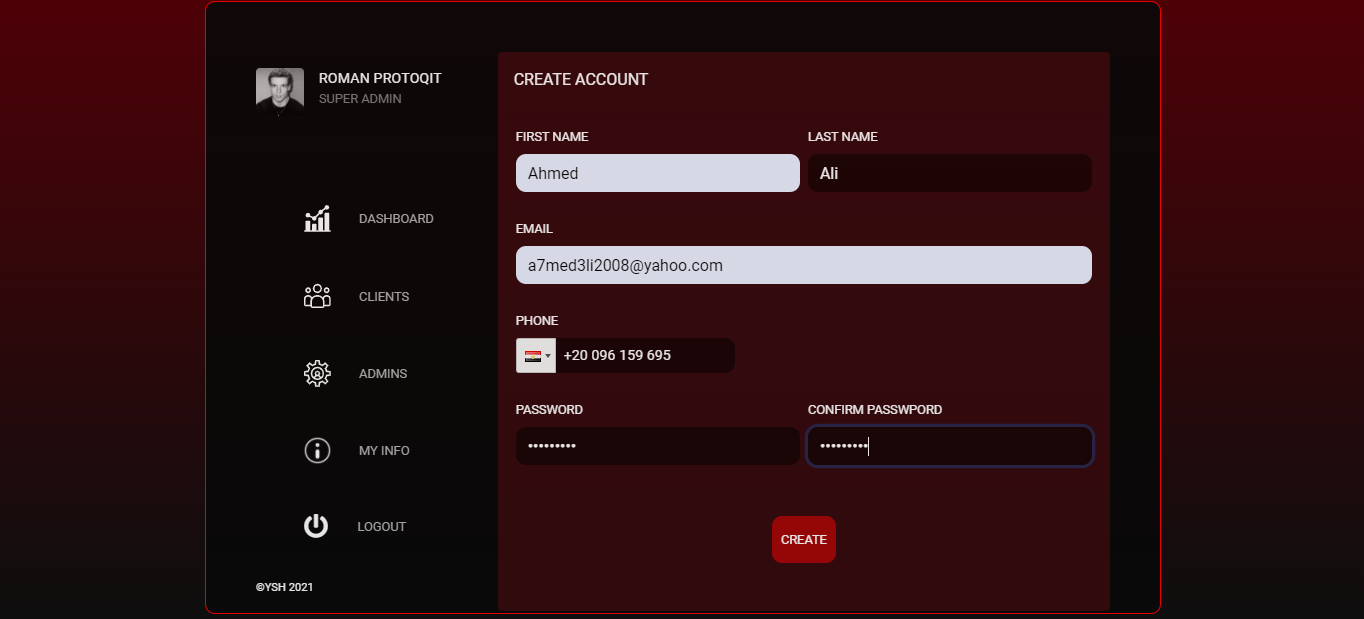 ROMAN PROTOQIT
SUPER ADMIN
DASHBOARD
CLIENTS
ADMINS
MY INFO
LOGOUT
©YSH 2021
CREATE ACCOUNT
FIRST NAME LAST NAME
Ahmed Ali
EMAIL
a7med3li2008@yahoo.com
PHONE
+20 096 159 695
PASSWORD CONFIRM PASSWPORD
••••••••• •••••••••
CREATE